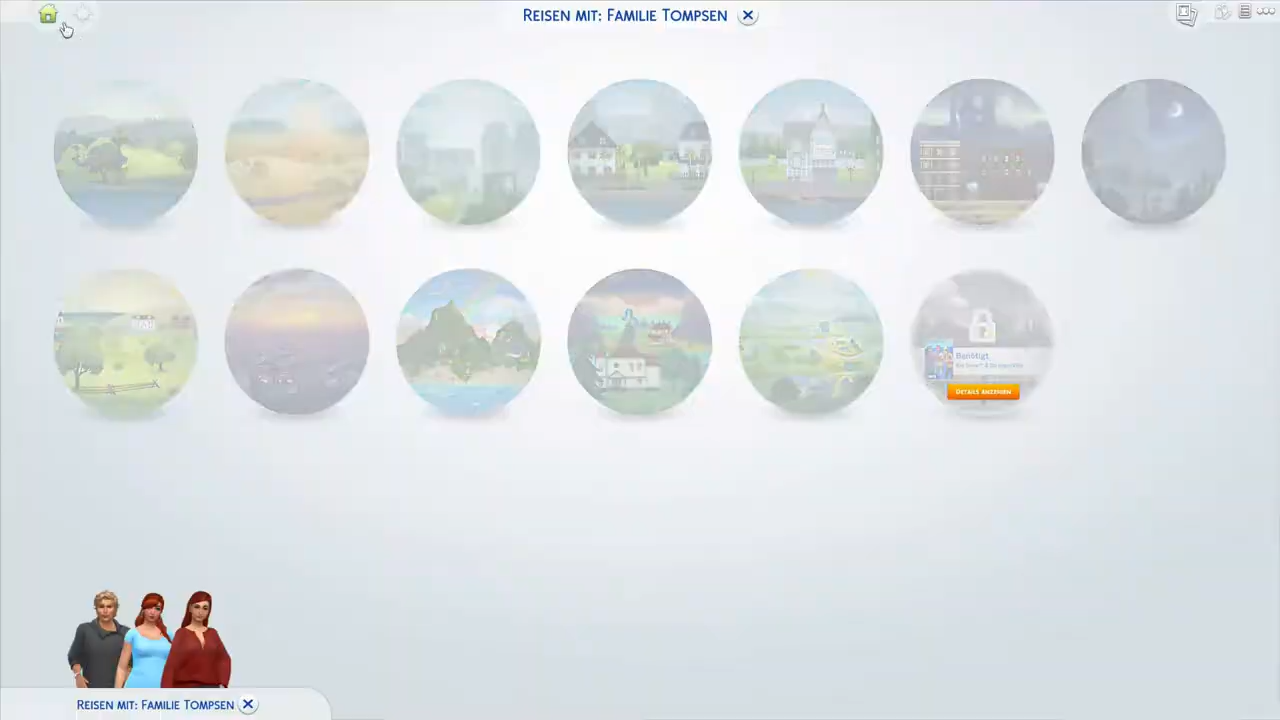 REISEN MIT: FAMILIE TOMPSEN
Benötigt
DETAILS ANZEIGEN
REISEN MIT: FAMILIE TOMPSEN